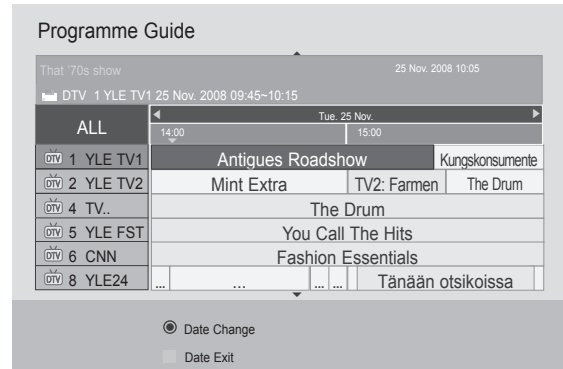 Programme Guide
That '70s show 25 Nov. 2008 10:05
DTV 1 YLE TV1 25 Nov. 2008 09:45~10:15
ALL Tue. 25 Nov.
14:00 15:00
DTV 1 YLE TV1 Antigues Roadshow Kungskonsumente
DTV 2 YLE TV2 Mint Extra TV2: Farmen The Drum
DTV 4 TV.. The Drum
DTV 5 YLE FST You Call The Hits
DTV 6 CNN Fashion Essentials
DTV 8 YLE24 ... ... ... ... Tänään otsikoissa
Date Change
Date Exit